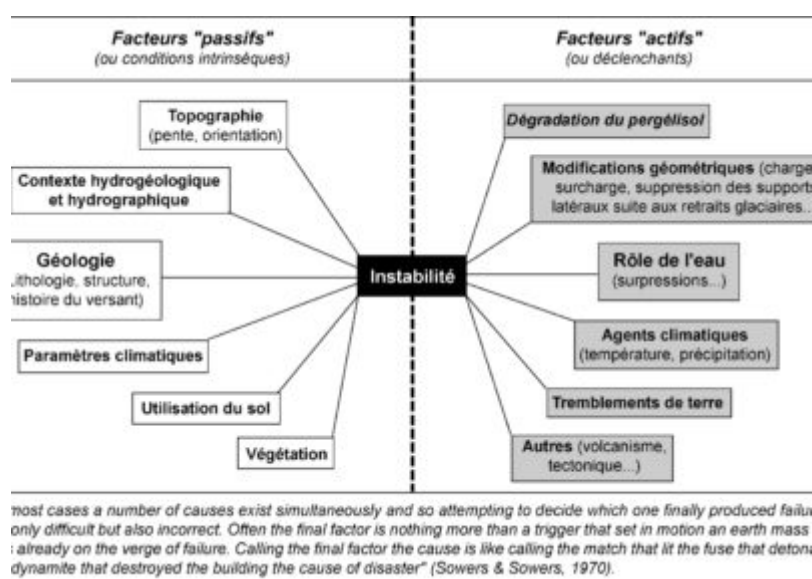 Facteurs "passifs"
(ou conditions intrinséques)
Facteurs "actifs"
(ou déclenchants)
Topographie
(pente, orientation)
Contexte hydrogéologique
et hydrographique
Géologie
lithologie, structure,
histoire du versant)
Paramètres climatiques
Utilisation du sol
Végétation
Instabilité
Dégradation du pergélisol
Modifications géométriques (charge
surcharge, suppression des supports
latéraux suite aux retraits glaciaires...
Rôle de l'eau
(surpressions...)
Agents climatiques
(température, précipitation)
Tremblements de terre
Autres (volcanisme,
tectonique...)
most cases a number of causes exist simultaneously and so attempting to decide which one finally produced failu
only difficult but also incorrect. Often the final factor is nothing more than a trigger that set in motion an earth mass
already on the verge of failure. Calling the final factor the cause is like calling the match that lit the fuse that deton
dynamite that destroyed the building the cause of disaster" (Sowers & Sowers, 1970).